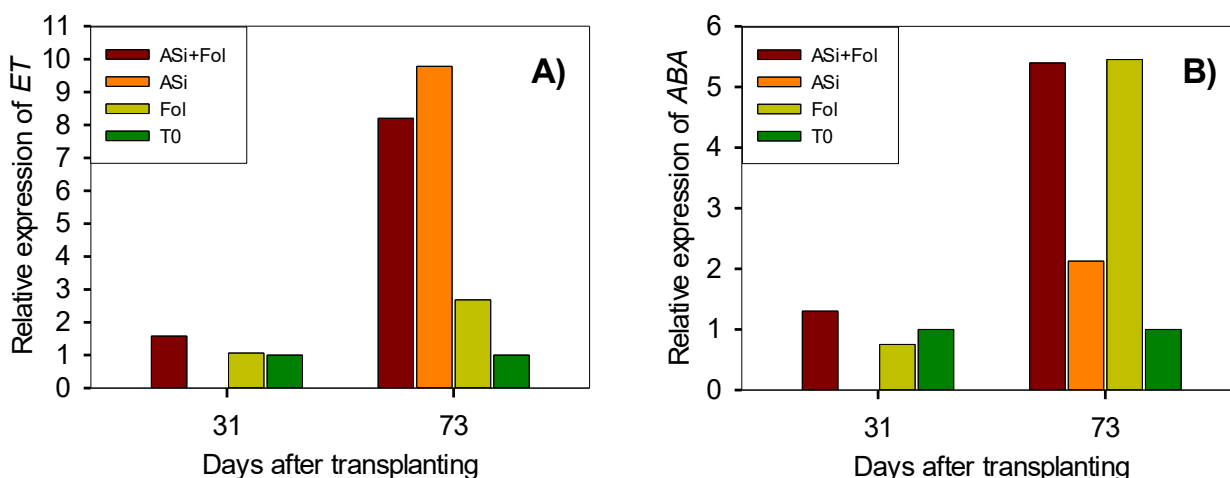 A)
Relative expression of ET
11
10
9
8
7
6
5
4
3
2
1
0
ASi+Fol
ASi
Fol
T0
31
73
Days after transplanting
B)
Relative expression of ABA
6
5
4
3
2
1
0
ASi+Fol
ASi
Fol
T0
31
73
Days after transplanting